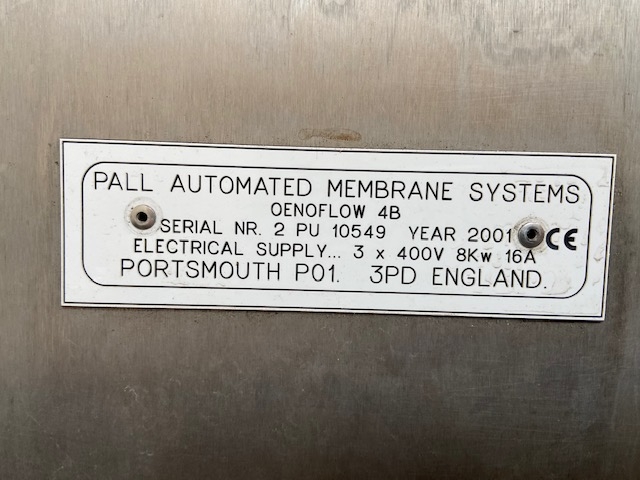 PALL AUTOMATED MEMBRANE SYSTEMS
OENOFLOW 4B
SERIAL NR. 2 PU 10549 YEAR 2001
ELECTRICAL SUPPLY... 3 x 400V 8Kw 16A
PORTSMOUTH P01. 3PD ENGLAND.
CE